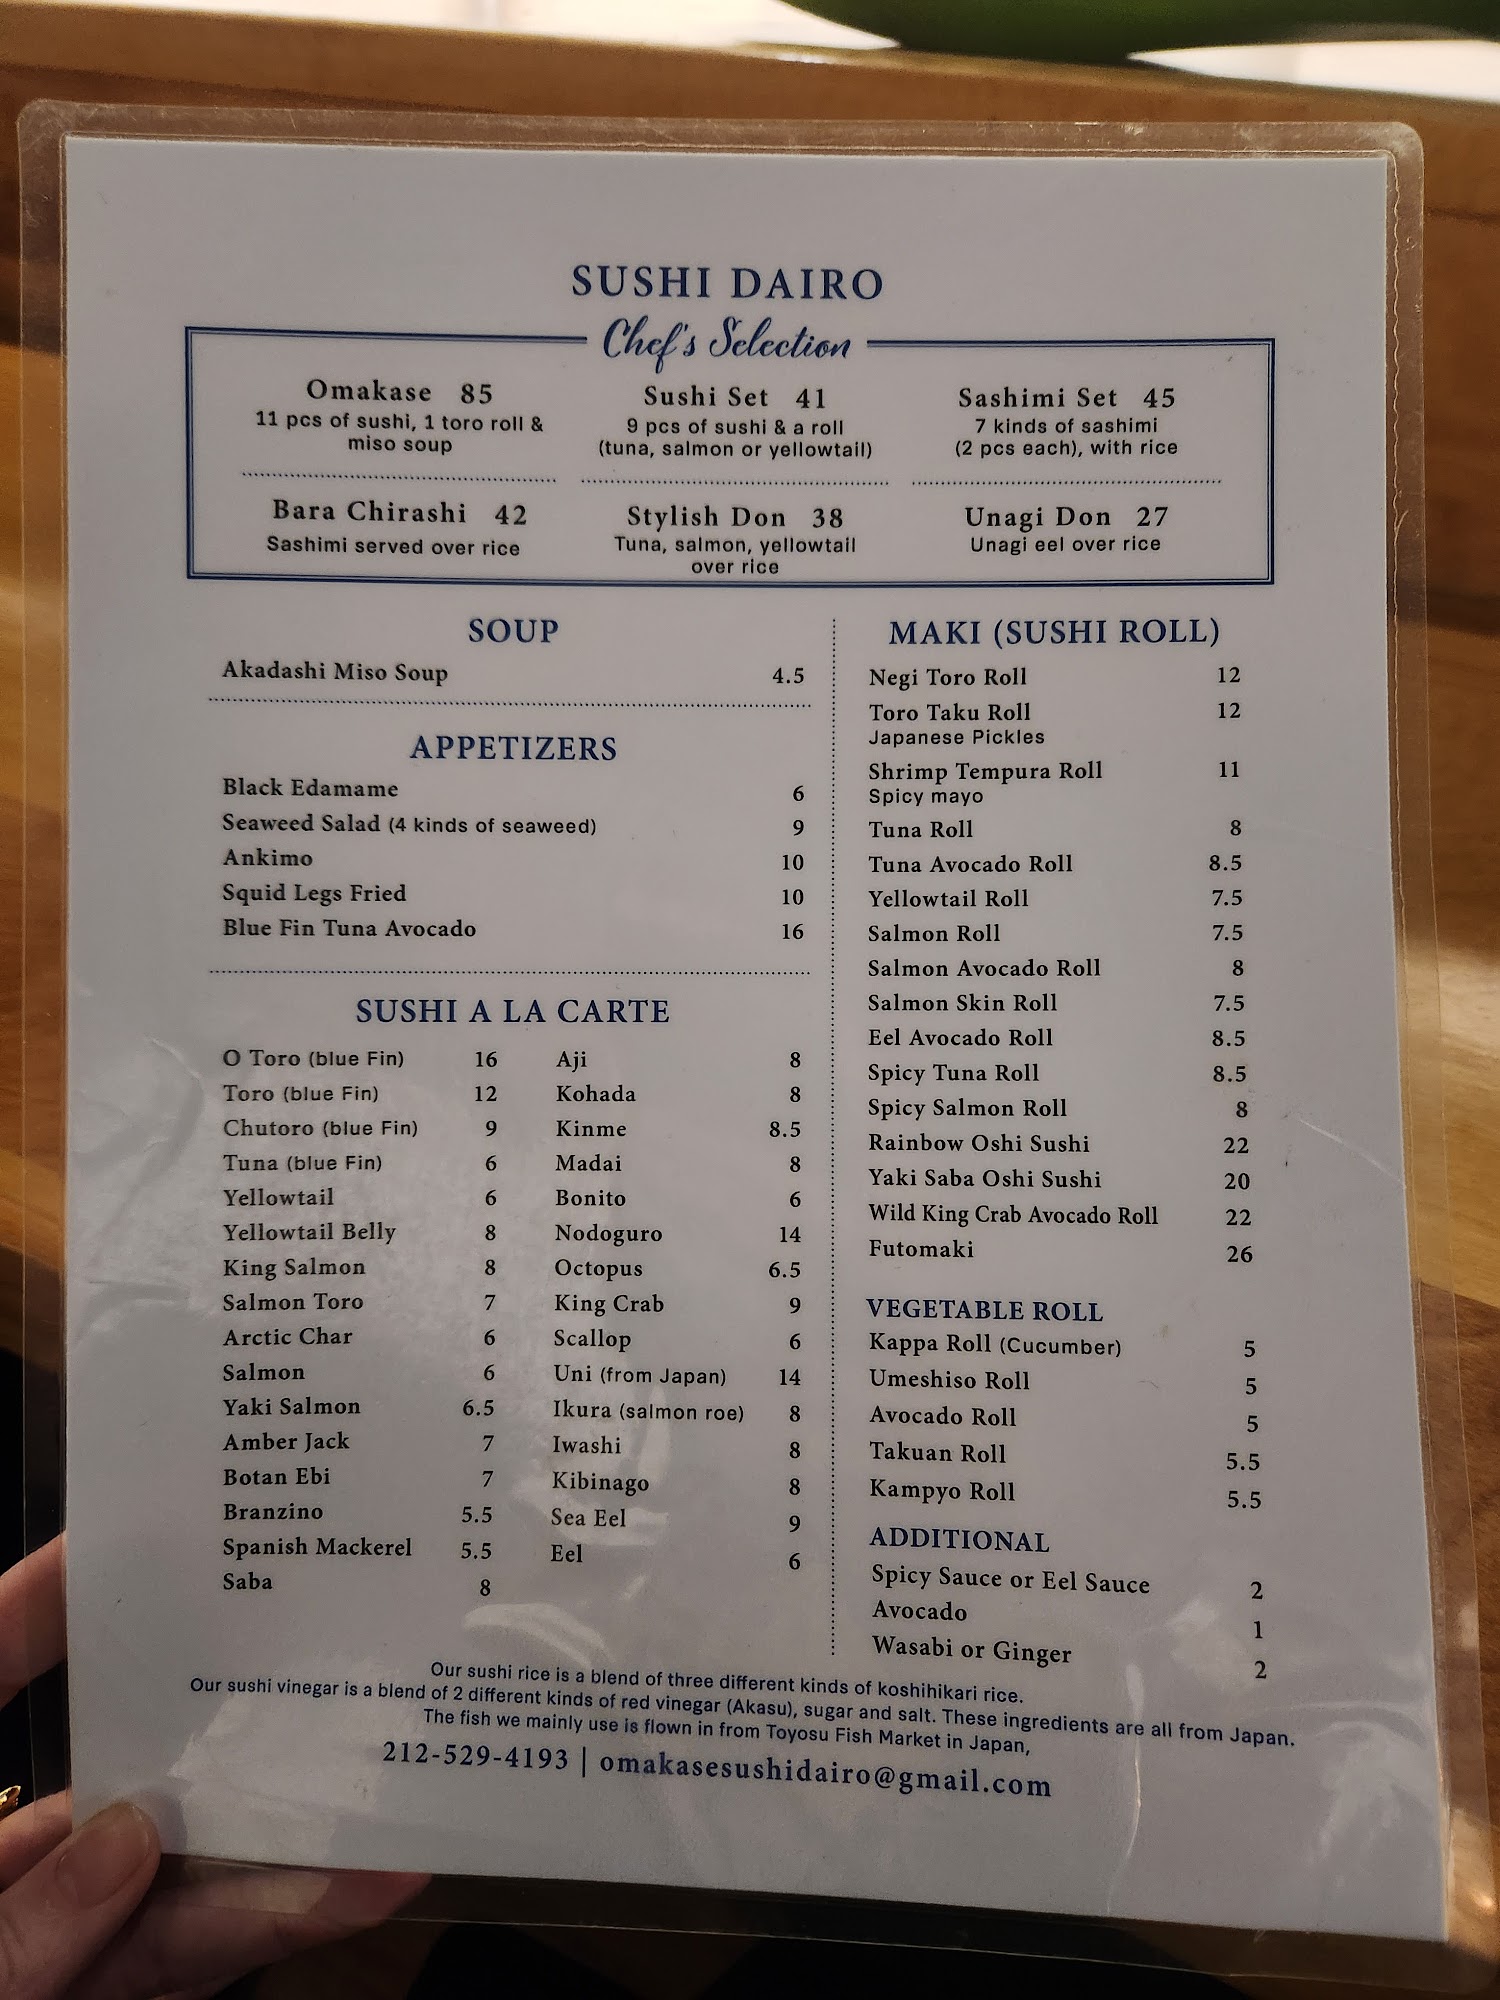 SUSHI DAIRO
Chef's Selection
Omakase 85
11 pcs of sushi, 1 toro roll &
miso soup
Sushi Set 41
9 pcs of sushi & a roll
(tuna, salmon or yellowtail)
Sashimi Set 45
7 kinds of sashimi
(2 pcs each), with rice
Bara Chirashi 42
Sashimi served over rice
Stylish Don 38
Tuna, salmon, yellowtail
over rice
Unagi Don 27
Unagi eel over rice
SOUP
Akadashi Miso Soup 4.5
APPETIZERS
Black Edamame 6
Seaweed Salad (4 kinds of seaweed) 9
Ankimo 10
Squid Legs Fried 10
Blue Fin Tuna Avocado 16
SUSHI A LA CARTE
O Toro (blue Fin) 16
Toro (blue Fin) 12
Chutoro (blue Fin) 9
Tuna (blue Fin) 6
Yellowtail 6
Yellowtail Belly 8
King Salmon 8
Salmon Toro 7
Arctic Char 6
Salmon 6
Yaki Salmon 6.5
Amber Jack 7
Botan Ebi 7
Branzino 5.5
Spanish Mackerel 5.5
Saba 8
Aji 8
Kohada 8
Kinme 8.5
Madai 8
Bonito 6
Nodoguro 14
Octopus 6.5
King Crab 9
Scallop 6
Uni (from Japan) 14
Ikura (salmon roe) 8
Iwashi 8
Kibinago 8
Sea Eel 9
Eel 6
MAKI (SUSHI ROLL)
Negi Toro Roll 12
Toro Taku Roll 12
Japanese Pickles
Shrimp Tempura Roll 11
Spicy mayo
Tuna Roll 8
Tuna Avocado Roll 8.5
Yellowtail Roll 7.5
Salmon Roll 7.5
Salmon Avocado Roll 8
Salmon Skin Roll 7.5
Eel Avocado Roll 8.5
Spicy Tuna Roll 8.5
Spicy Salmon Roll 8
Rainbow Oshi Sushi 22
Yaki Saba Oshi Sushi 20
Wild King Crab Avocado Roll 22
Futomaki 26
VEGETABLE ROLL
Kappa Roll (Cucumber) 5
Umeshiso Roll 5
Avocado Roll 5
Takuan Roll 5.5
Kampyo Roll 5.5
ADDITIONAL
Spicy Sauce or Eel Sauce 2
Avocado 1
Wasabi or Ginger 2
Our sushi rice is a blend of three different kinds of koshihikari rice.
Our sushi vinegar is a blend of 2 different kinds of red vinegar (Akasu), sugar and salt. These ingredients are all from Japan.
The fish we mainly use is flown in from Toyosu Fish Market in Japan,
212-529-4193 | omakasesushidairo@gmail.com